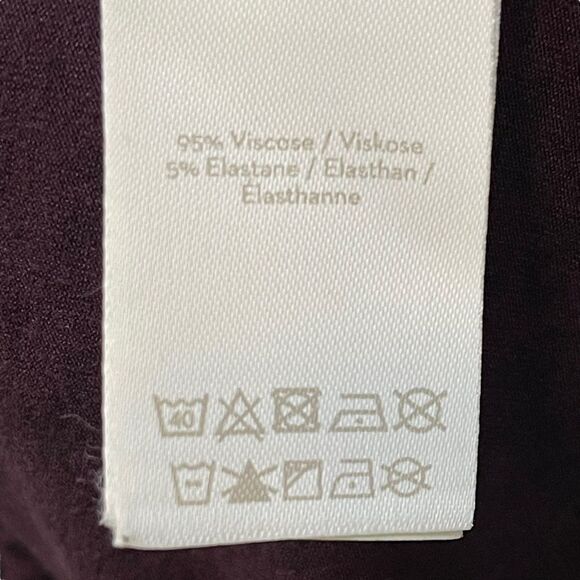 95% Viscose / Viskose
5% Elastane / Elasthan /
Elasthanne
40